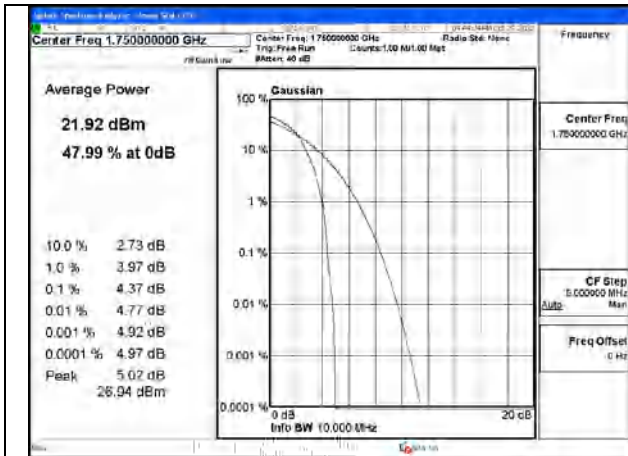 Center Freq 1.750000000 GHz
Center Freq: 1.750000000 GHz
Radio Std: None
Trig: Free Run
Counts:1.00 M/1.00 Mpt
#Atten: 40 dB
Frequency
Average Power
21.92 dBm
47.99 % at 0dB
10.0 % 2.73 dB
1.0 % 3.97 dB
0.1 % 4.37 dB
0.01 % 4.77 dB
0.001 % 4.92 dB
0.0001 % 4.97 dB
Peak 5.02 dB
26.94 dBm
Gaussian
100 %
10 %
1 %
0.1 %
0.01 %
0.001 %
0.0001 %
0 dB
20 dB
Info BW 10.000 MHz
Center Freq
1.750000000 GHz
CF Step
5.000000 MHz
Auto Man
Freq Offset
0 Hz